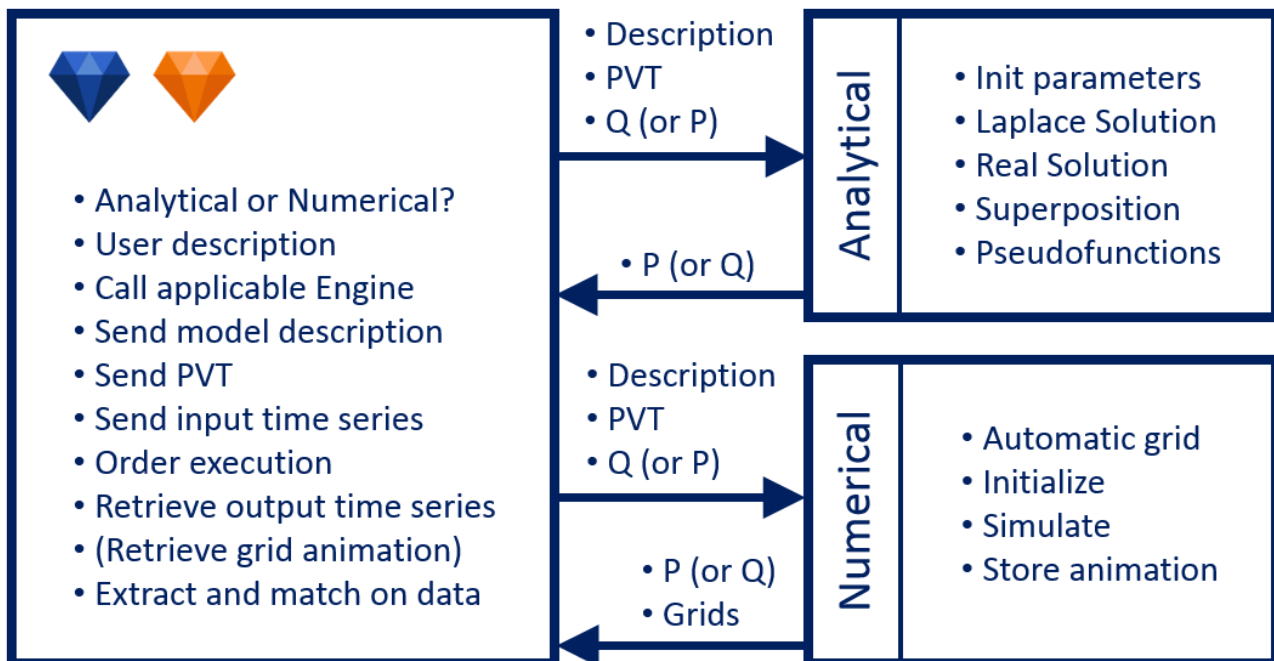 • Analytical or Numerical?
• User description
• Call applicable Engine
• Send model description
• Send PVT
• Send input time series
• Order execution
• Retrieve output time series
• (Retrieve grid animation)
• Extract and match on data
• Description
• PVT
• Q (or P)
• P (or Q)
Analytical
• Init parameters
• Laplace Solution
• Real Solution
• Superposition
• Pseudofunctions
• Description
• PVT
• Q (or P)
• P (or Q)
• Grids
Numerical
• Automatic grid
• Initialize
• Simulate
• Store animation